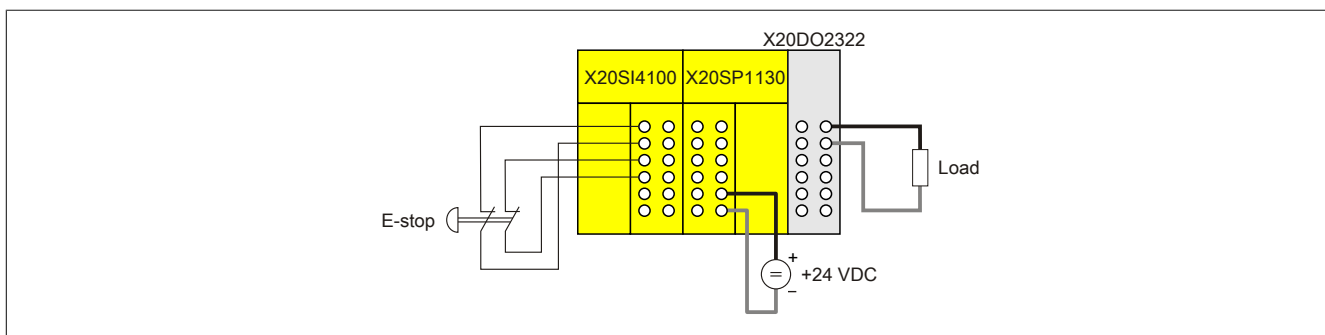 X20DO2322
X20SI4100
X20SP1130
Load
E-stop
+
+24 VDC
=
–